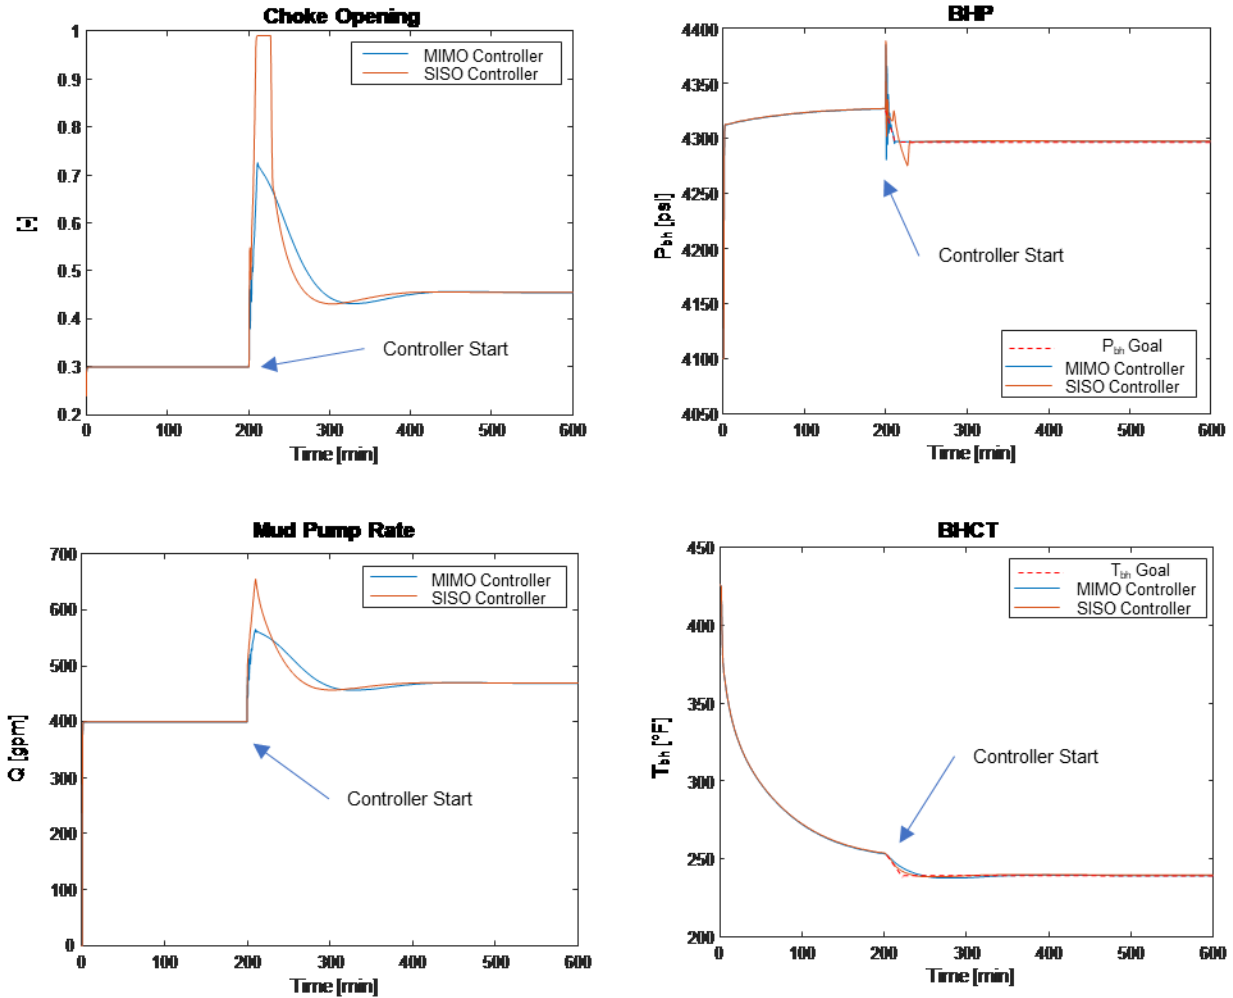 Choke Opening
1
0.9
0.8
0.7
0.6
0.5
0.4
0.3
0.2
0 100 200 300 400 500 600
Time [min]
MIMO Controller
SISO Controller
Controller Start
BHP
P_bh [psi]
4400
4350
4300
4250
4200
4150
4100
4050
0 100 200 300 400 500 600
Time [min]
Controller Start
P_bh Goal
MIMO Controller
SISO Controller
Mud Pump Rate
Q [gpm]
700
600
500
400
300
200
100
0
0 100 200 300 400 500 600
Time [min]
MIMO Controller
SISO Controller
Controller Start
BHCT
T_bh [°F]
450
400
350
300
250
200
0 100 200 300 400 500 600
Time [min]
T_bh Goal
MIMO Controller
SISO Controller
Controller Start